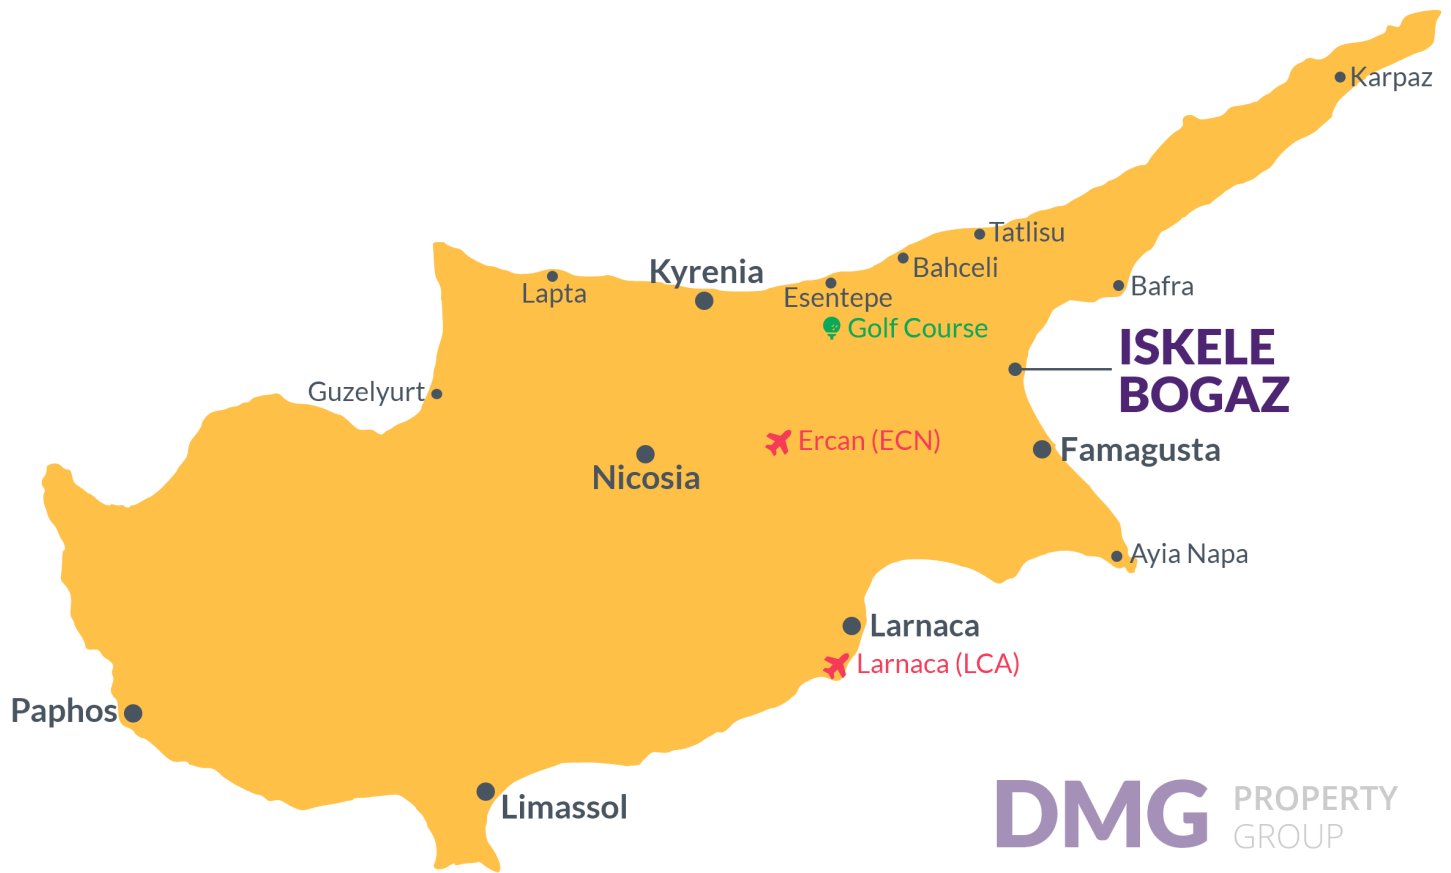 Karpaz
Tatlisu
Kyrenia
Bahceli
Bafra
Lapta
Esentepe
Golf Course
ISKELE
BOGAZ
Guzelyurt
Ercan (ECN)
Famagusta
Nicosia
Ayia Napa
Larnaca
Larnaca (LCA)
Paphos
Limassol
DMG PROPERTY
GROUP